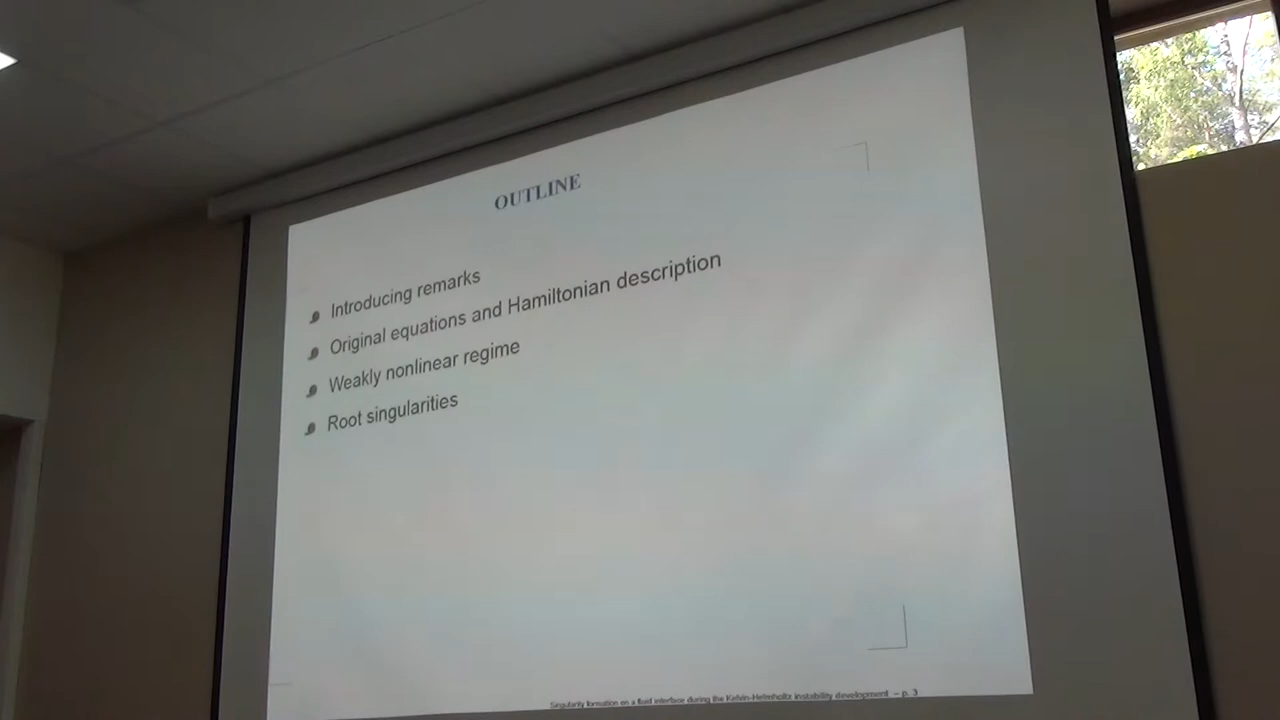 OUTLINE
Introducing remarks
Original equations and Hamiltonian description
Weakly nonlinear regime
Root singularities
Singularity formation on a fluid interface during the Kelvin-Helmholtz instability development – p. 3